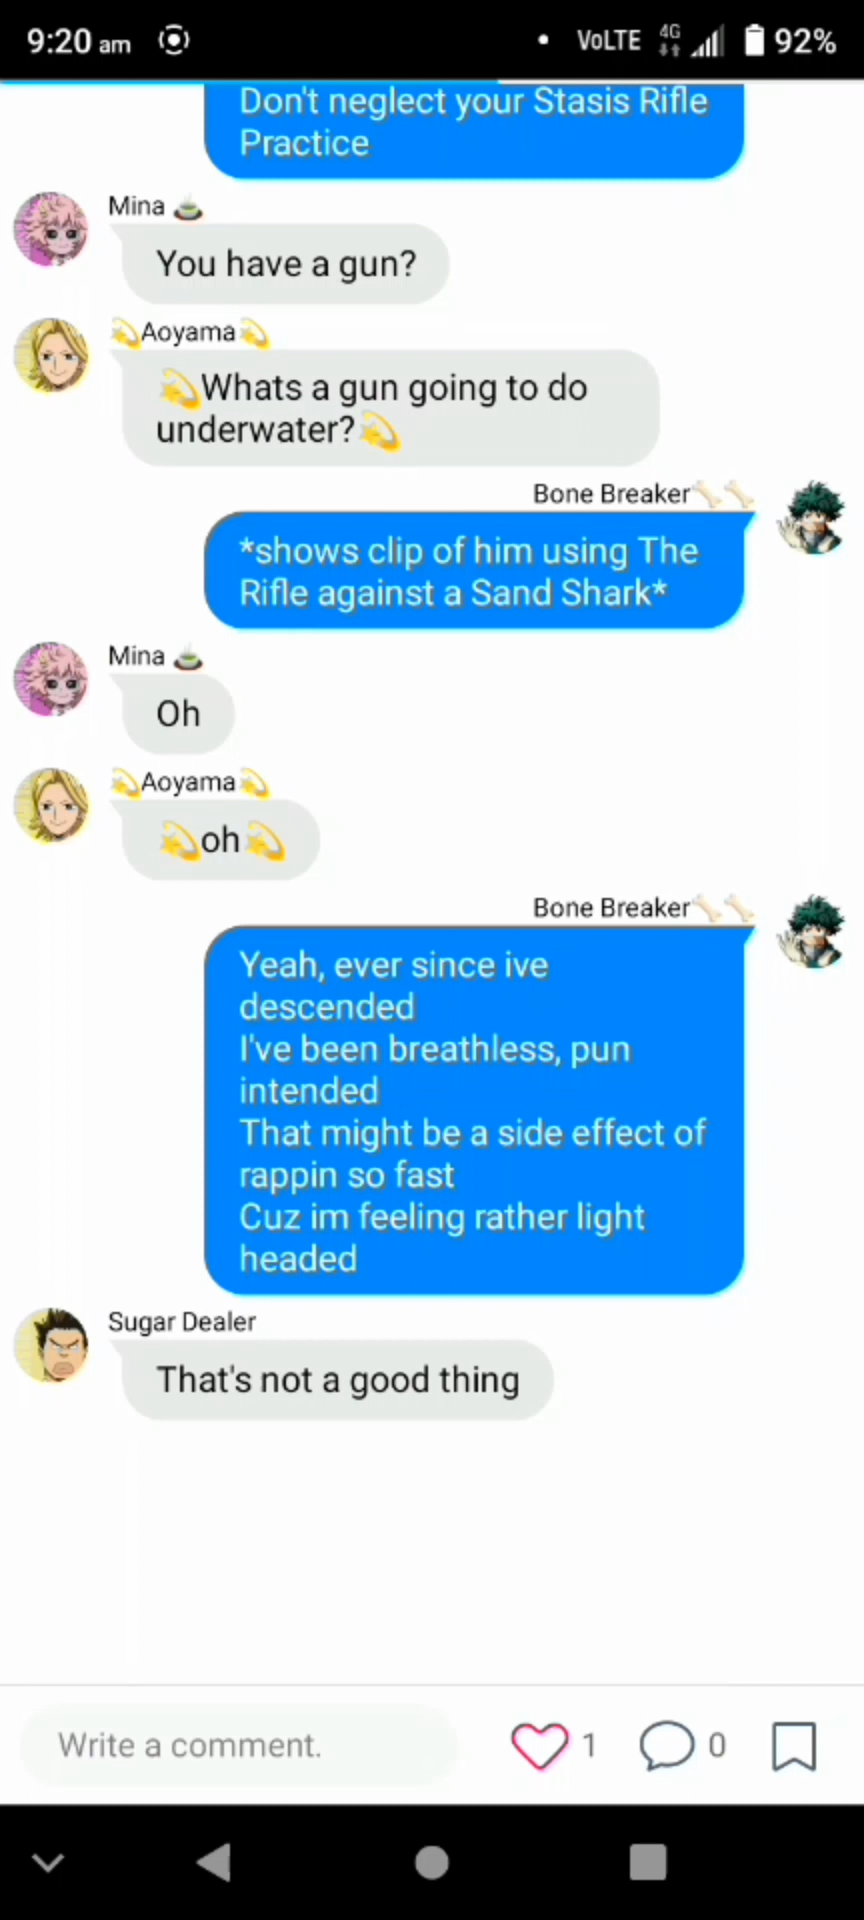 9:20 am
VoLTE 4G 92%
Don't neglect your Stasis Rifle
Practice
Mina 🍵
You have a gun?
💫Aoyama💫
💫Whats a gun going to do
underwater?💫
Bone Breaker🦴🦴
*shows clip of him using The
Rifle against a Sand Shark*
Mina 🍵
Oh
💫Aoyama💫
💫oh💫
Bone Breaker🦴🦴
Yeah, ever since ive
descended
I've been breathless, pun
intended
That might be a side effect of
rappin so fast
Cuz im feeling rather light
headed
Sugar Dealer
That's not a good thing
Write a comment.
1
0